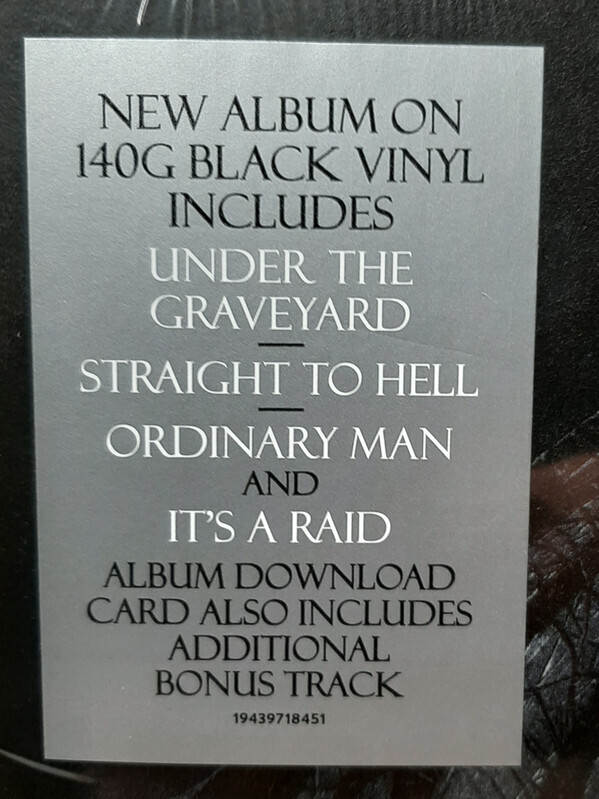 NEW ALBUM ON
140G BLACK VINYL
INCLUDES
UNDER THE
GRAVEYARD
STRAIGHT TO HELL
ORDINARY MAN
AND
IT'S A RAID
ALBUM DOWNLOAD
CARD ALSO INCLUDES
ADDITIONAL
BONUS TRACK
19439718451